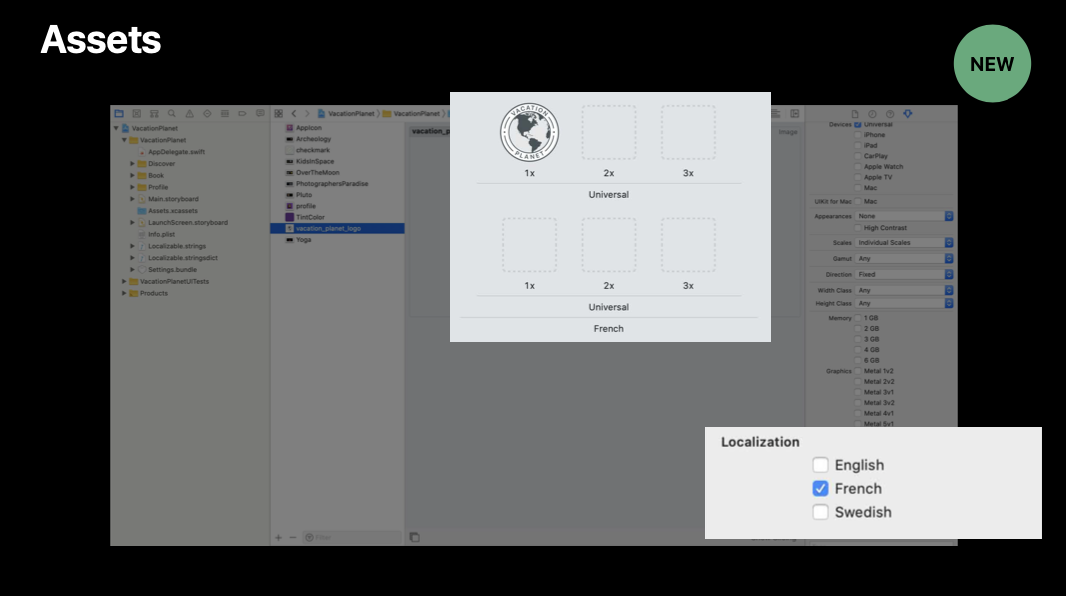 Assets
NEW
VacationPlanet
VacationPlanet
AppDelegate.swift
Discover
Book
Profile
Main.storyboard
Assets.xcassets
LaunchScreen.storyboard
Info.plist
Localizable.strings
Localizable.stringsdict
Settings.bundle
VacationPlanetUITests
Products
VacationPlanet
VacationPlanet
AppIcon
Archeology
checkmark
KidsInSpace
OverTheMoon
PhotographersParadise
Pluto
profile
TintColor
vacation_planet_logo
Yoga
Filter
vacation_p
Image
VACATION
PLANET
1x 2x 3x
Universal
1x 2x 3x
Universal
French
Devices Universal
iPhone
iPad
CarPlay
Apple Watch
Apple TV
Mac
UIKit for Mac Mac
Appearances None
High Contrast
Scales Individual Scales
Gamut Any
Direction Fixed
Width Class Any
Height Class Any
Memory 1 GB
2 GB
3 GB
4 GB
6 GB
Graphics Metal 1v2
Metal 2v2
Metal 3v1
Metal 3v2
Metal 4v1
Metal 5v1
Localization
English
French
Swedish